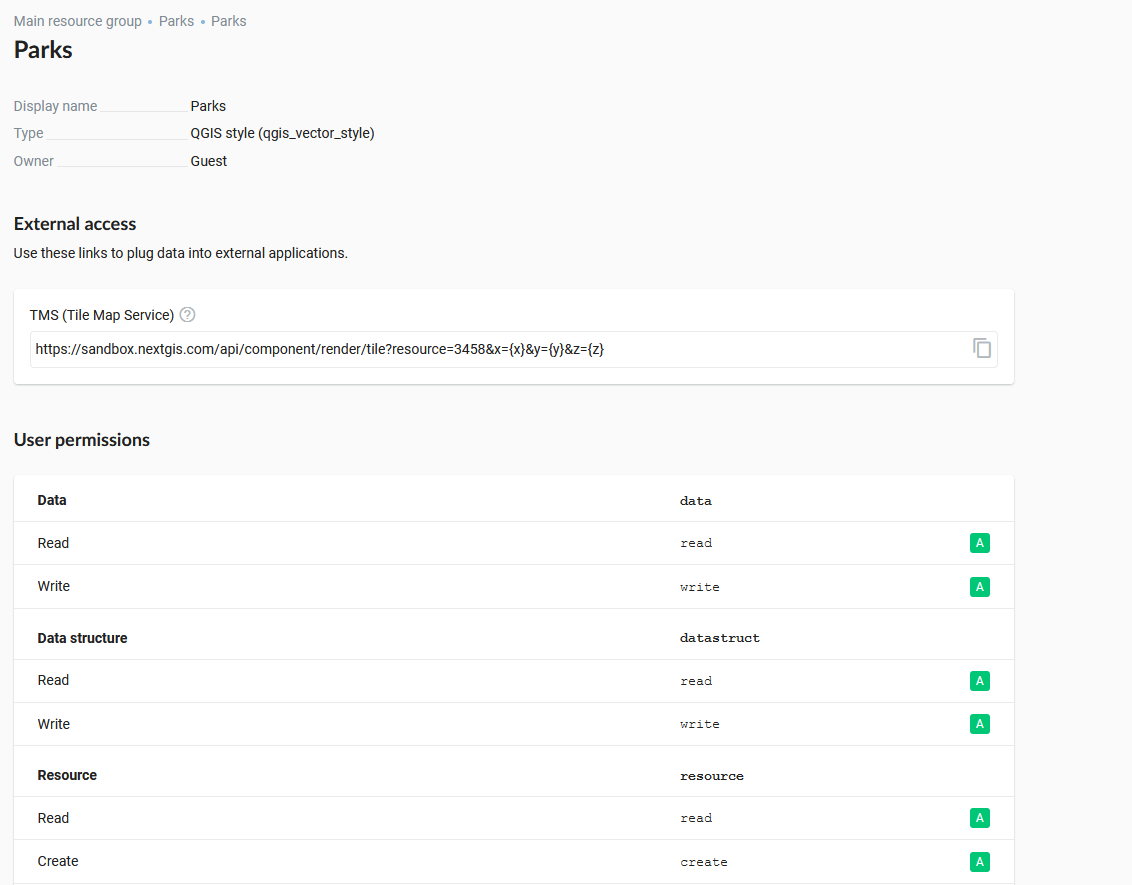 Main resource group • Parks • Parks
Parks
Display name Parks
Type QGIS style (qgis_vector_style)
Owner Guest
External access
Use these links to plug data into external applications.
TMS (Tile Map Service) ?
https://sandbox.nextgis.com/api/component/render/tile?resource=3458&x={x}&y={y}&z={z}
User permissions
Data data
Read read A
Write write A
Data structure datastruct
Read read A
Write write A
Resource resource
Read read A
Create create A